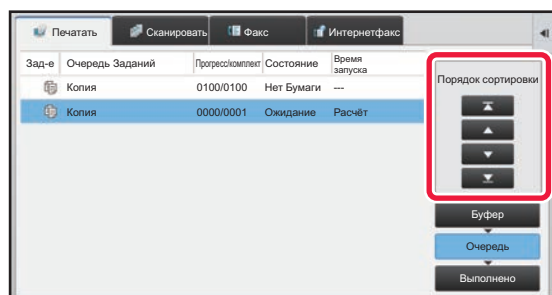 Печатать Сканировать Факс Интернетфакс
Зад-е Очередь Заданий Прогресс/комплект Состояние Время запуска
Копия 0100/0100 Нет Бумаги ---
Копия 0000/0001 Ожидание Расчёт
Порядок сортировки
Буфер
Очередь
Выполнено